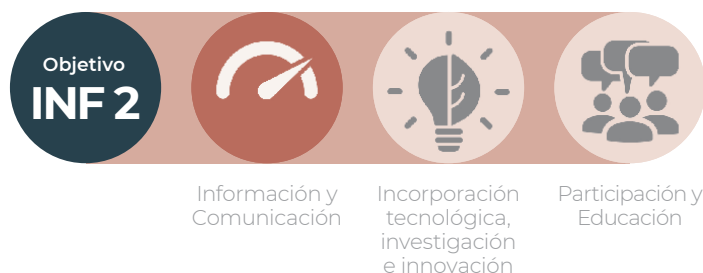 Objetivo
INF 2
Información y
Comunicación
Incorporación
tecnológica,
investigación
e innovación
Participación y
Educación